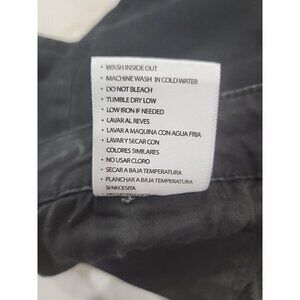 • WASH INSIDE OUT
• MACHINE WASH IN COLD WATER
• DO NOT BLEACH
• TUMBLE DRY LOW
• LOW IRON IF NEEDED
• LAVAR AL REVES
• LAVAR A MAQUINA CON AGUA FRIA
• LAVAR Y SECAR CON
COLORES SIMILARES
• NO USAR CLORO
• SECAR A BAJA TEMPERATURA
• PLANCHAR A BAJA TEMPERATURA
SI NECESITA